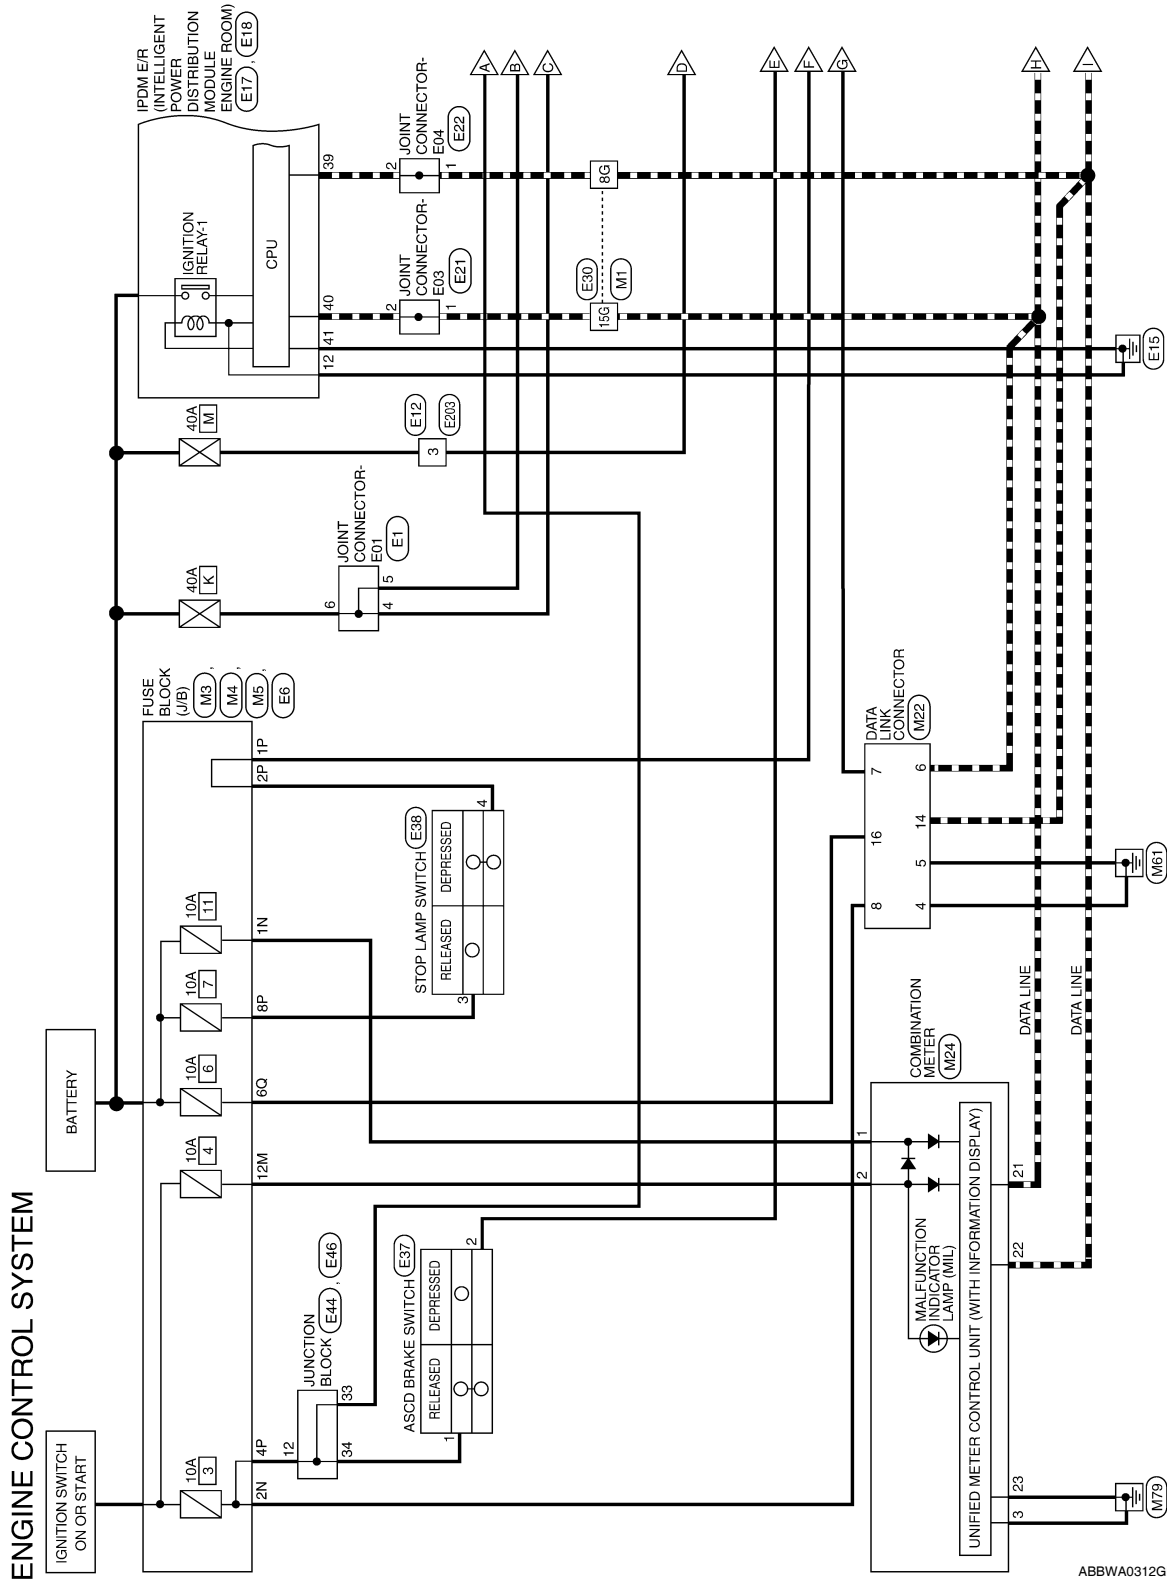 ENGINE CONTROL SYSTEM
IGNITION SWITCH
ON OR START
BATTERY
FUSE
BLOCK
(J/B)
M3 ,
M4 ,
M5 ,
E6
10A
3
10A
4
10A
6
10A
7
10A
11
2N
4P
12M
6Q
8P
1N
2P
1P
40A
K
40A
M
IPDM E/R
(INTELLIGENT
POWER
DISTRIBUTION
MODULE
ENGINE ROOM)
E17 , E18
IGNITION
RELAY-1
CPU
12
41
40
39
JUNCTION
BLOCK E44 , E46
12
34
33
JOINT
CONNECTOR-
E01
E1
6
4
5
E12
E203
3
JOINT
CONNECTOR-
E03
E21
2
1
JOINT
CONNECTOR-
E04
E22
2
1
ASCD BRAKE SWITCH E37
RELEASED
DEPRESSED
1
2
STOP LAMP SWITCH E38
RELEASED
DEPRESSED
3
4
A
B
C
D
E
F
G
H
I
E30
M1
15G
8G
COMBINATION
METER
M24
2
1
MALFUNCTION
INDICATOR
LAMP (MIL)
UNIFIED METER CONTROL UNIT (WITH INFORMATION DISPLAY)
3
23
22
21
DATA
LINK
CONNECTOR
M22
8
16
7
4
5
14
6
DATA LINE
DATA LINE
M79
M61
E15
ABBWA0312G